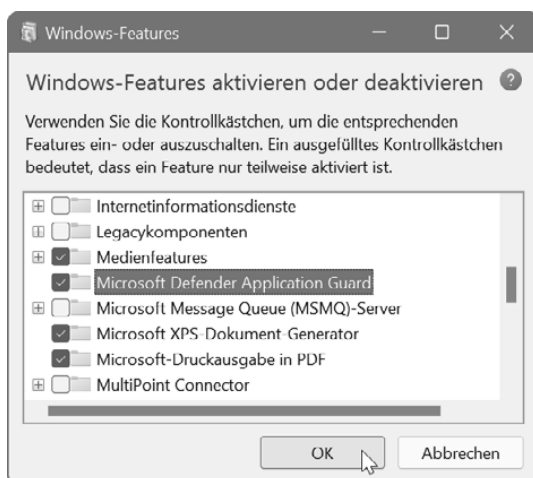 Windows-Features
Windows-Features aktivieren oder deaktivieren
Verwenden Sie die Kontrollkästchen, um die entsprechenden
Features ein- oder auszuschalten. Ein ausgefülltes Kontrollkästchen
bedeutet, dass ein Feature nur teilweise aktiviert ist.
Internetinformationsdienste
Legacykomponenten
Medienfeatures
Microsoft Defender Application Guard
Microsoft Message Queue (MSMQ)-Server
Microsoft XPS-Dokument-Generator
Microsoft-Druckausgabe in PDF
MultiPoint Connector
OK Abbrechen